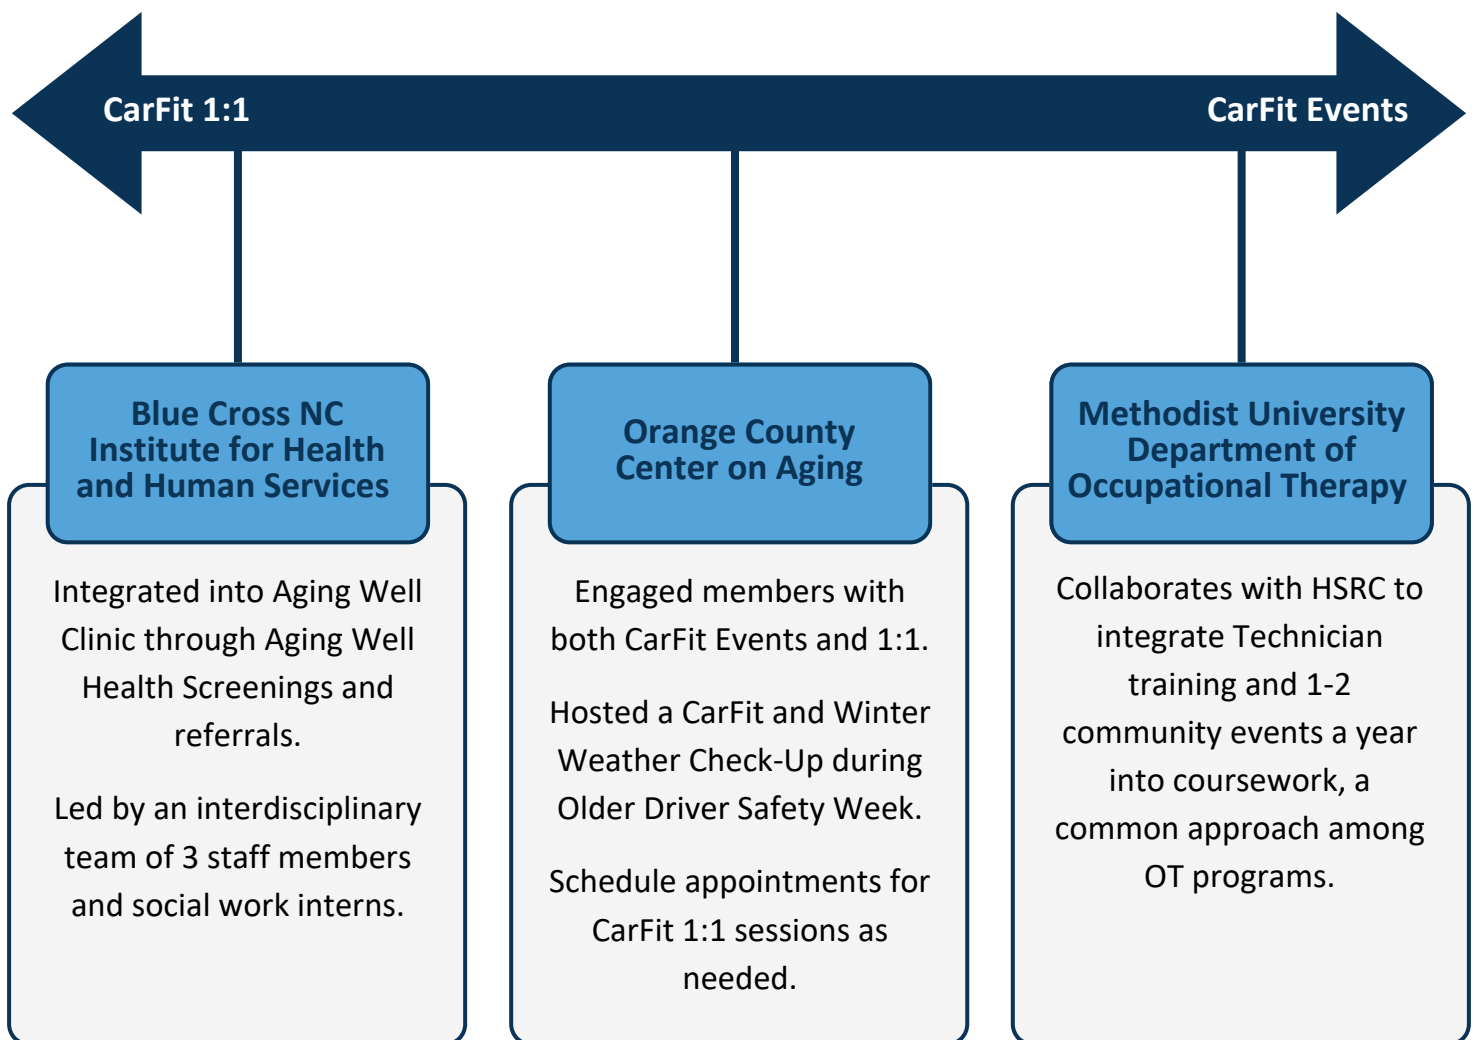 CarFit 1:1
CarFit Events
Blue Cross NC
Institute for Health
and Human Services
Integrated into Aging Well
Clinic through Aging Well
Health Screenings and
referrals.
Led by an interdisciplinary
team of 3 staff members
and social work interns.
Orange County
Center on Aging
Engaged members with
both CarFit Events and 1:1.
Hosted a CarFit and Winter
Weather Check-Up during
Older Driver Safety Week.
Schedule appointments for
CarFit 1:1 sessions as
needed.
Methodist University
Department of
Occupational Therapy
Collaborates with HSRC to
integrate Technician
training and 1-2
community events a year
into coursework, a
common approach among
OT programs.